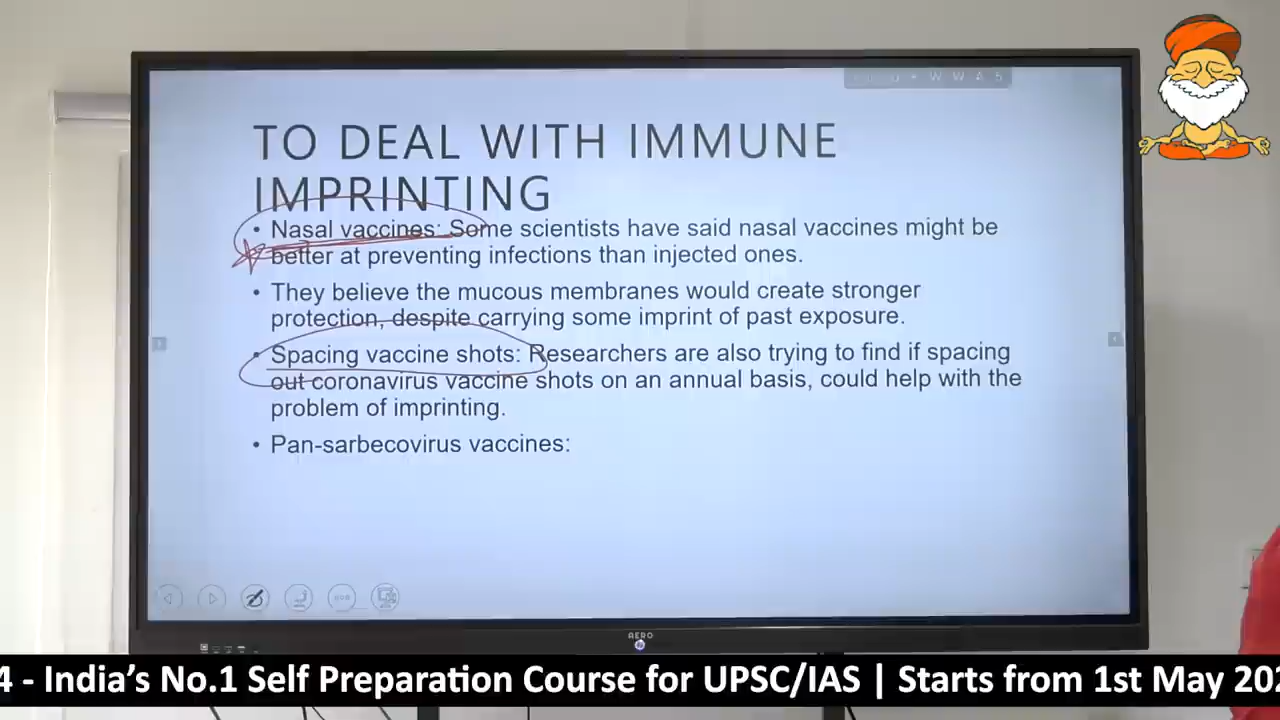 TO DEAL WITH IMMUNE
IMPRINTING
• Nasal vaccines: Some scientists have said nasal vaccines might be
better at preventing infections than injected ones.
• They believe the mucous membranes would create stronger
protection, despite carrying some imprint of past exposure.
• Spacing vaccine shots: Researchers are also trying to find if spacing
out coronavirus vaccine shots on an annual basis, could help with the
problem of imprinting.
• Pan-sarbecovirus vaccines:
AERO
4 - India's No.1 Self Preparation Course for UPSC/IAS | Starts from 1st May 202